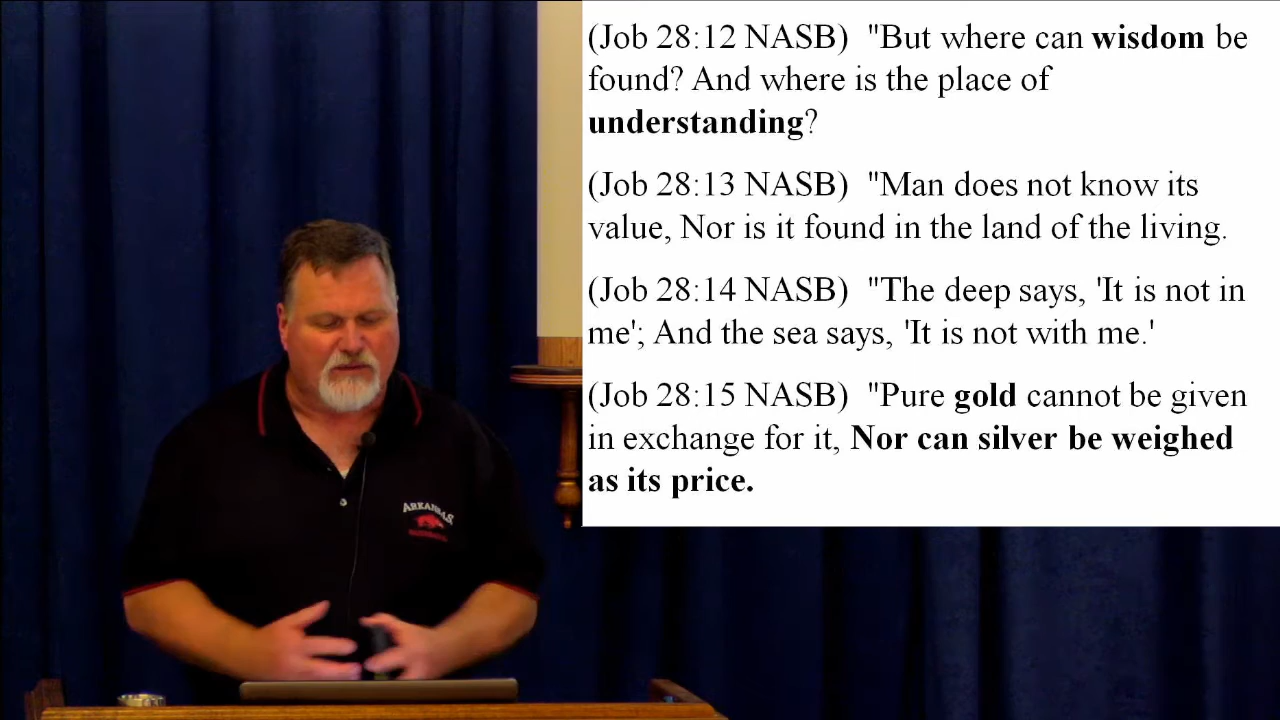 (Job 28:12 NASB)  "But where can wisdom be
found? And where is the place of
understanding?
(Job 28:13 NASB)  "Man does not know its
value, Nor is it found in the land of the living.
(Job 28:14 NASB)  "The deep says, 'It is not in
me'; And the sea says, 'It is not with me.'
(Job 28:15 NASB)  "Pure gold cannot be given
in exchange for it, Nor can silver be weighed
as its price.
ARKANSAS